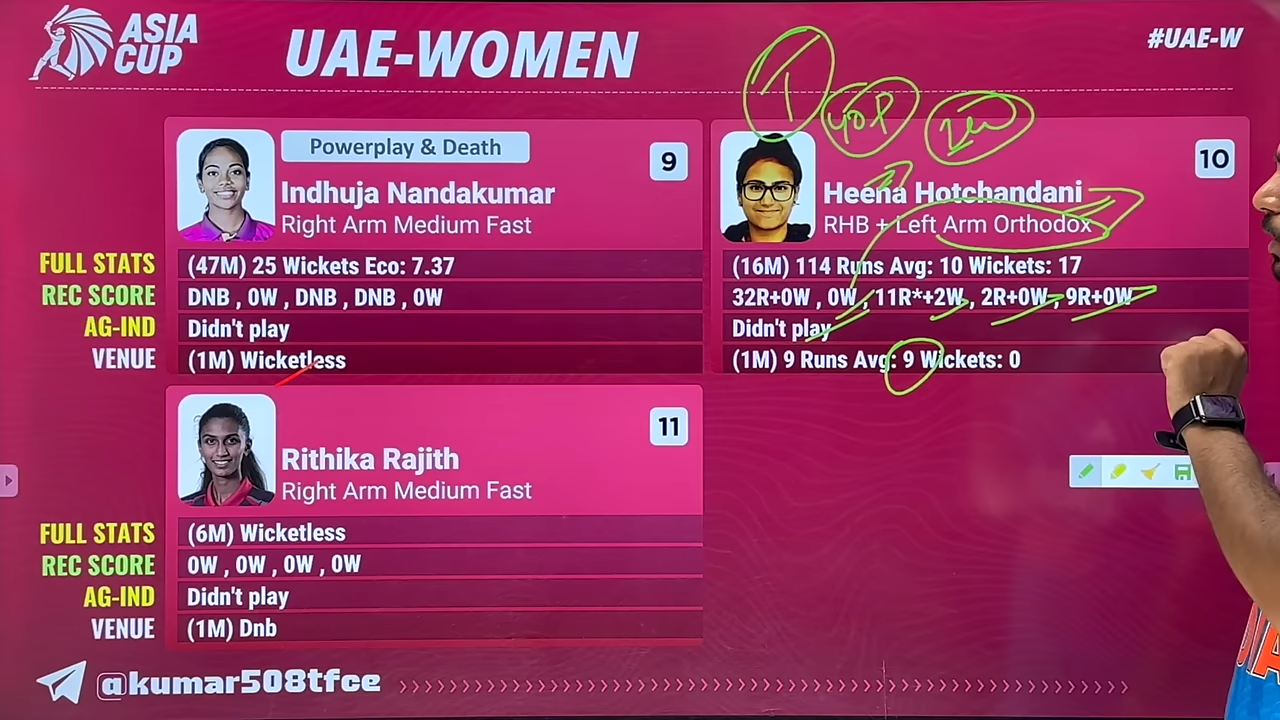 ASIA
CUP
UAE-WOMEN
#UAE-W
Powerplay & Death
9
Indhuja Nandakumar
Right Arm Medium Fast
FULL STATS
(47M) 25 Wickets Eco: 7.37
REC SCORE
DNB , 0W , DNB , DNB , 0W
AG-IND
Didn't play
VENUE
(1M) Wicketless
10
Heena Hotchandani
RHB + Left Arm Orthodox
(16M) 114 Runs Avg: 10 Wickets: 17
32R+0W , 0W , 11R*+2W , 2R+0W , 9R+0W
Didn't play
(1M) 9 Runs Avg: 9 Wickets: 0
11
Rithika Rajith
Right Arm Medium Fast
FULL STATS
(6M) Wicketless
REC SCORE
0W , 0W , 0W , 0W
AG-IND
Didn't play
VENUE
(1M) Dnb
@kumar508tfce